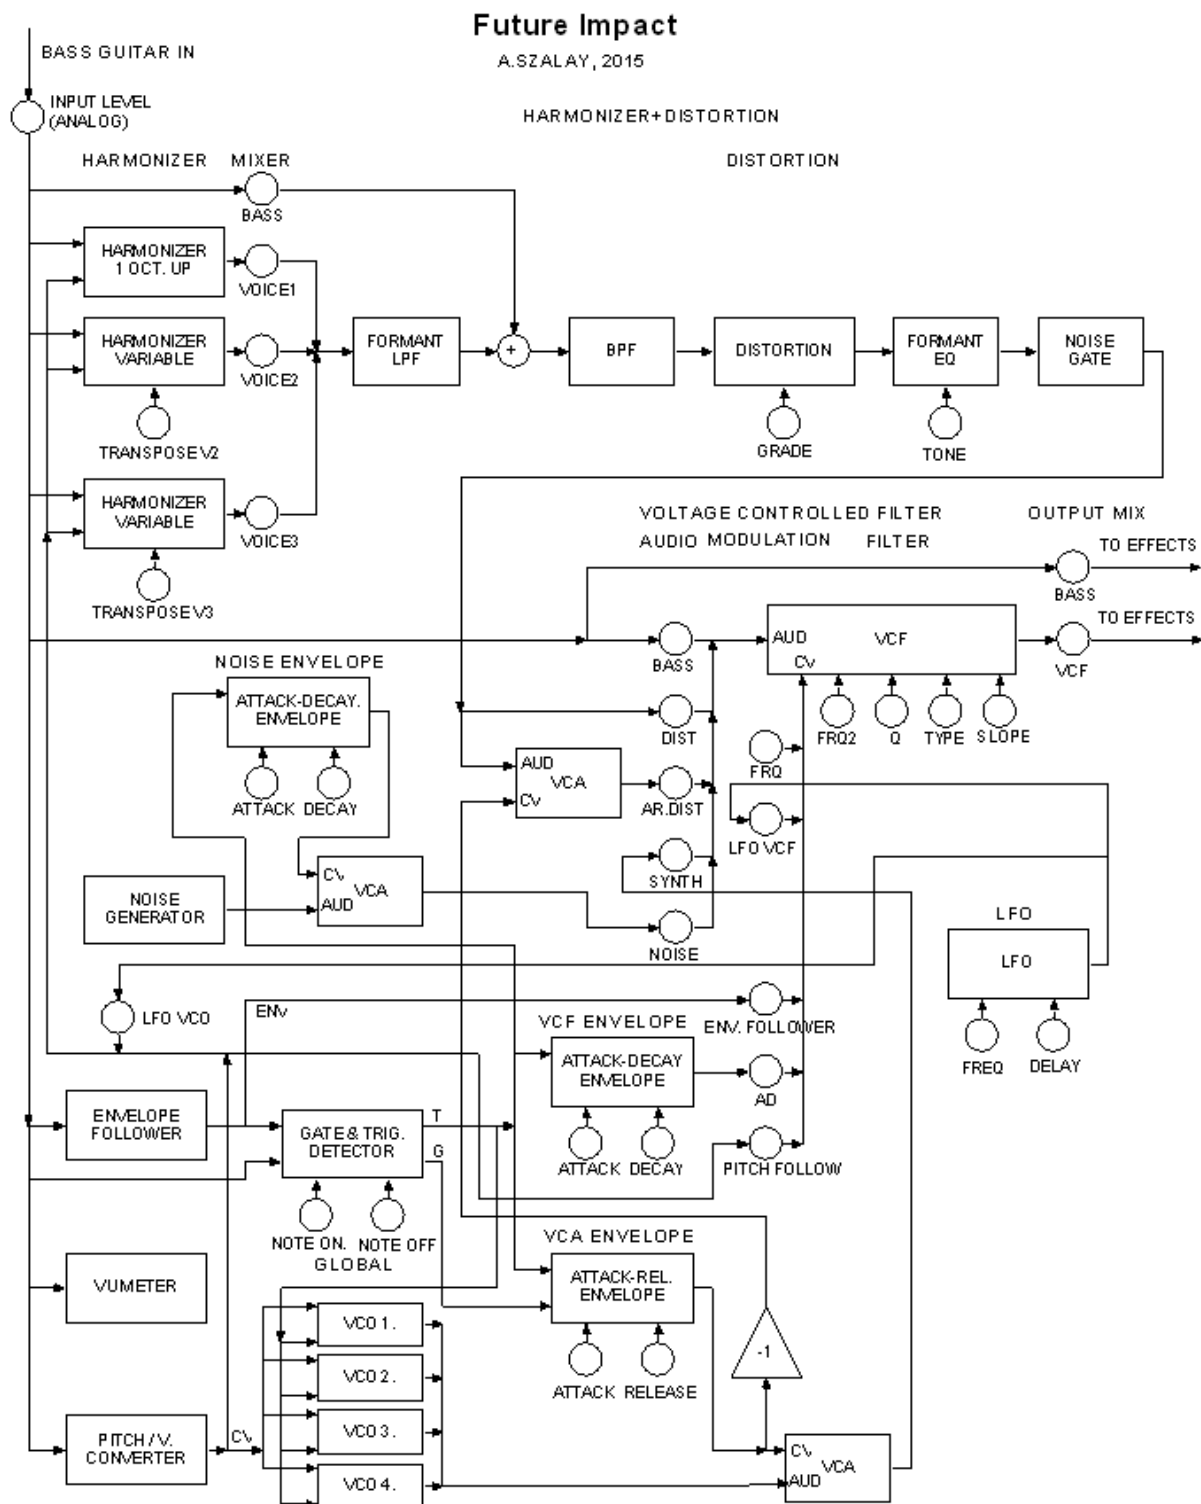 Future Impact
BASS GUITAR IN
A.SZALAY, 2015
INPUT LEVEL
(ANALOG)
HARMONIZER+DISTORTION
HARMONIZER MIXER
DISTORTION
BASS
HARMONIZER
1 OCT. UP
VOICE1
HARMONIZER
VARIABLE
VOICE2
FORMANT
LPF
+
BPF
DISTORTION
FORMANT
EQ
NOISE
GATE
TRANSPOSE V2
GRADE
TONE
HARMONIZER
VARIABLE
VOICE3
TRANSPOSE V3
VOLTAGE CONTROLLED FILTER
OUTPUT MIX
AUDIO MODULATION FILTER
TO EFFECTS
BASS
TO EFFECTS
AUD
VCF
CV
BASS
VCF
NOISE ENVELOPE
ATTACK-DECAY.
ENVELOPE
DIST
FRQ2
Q
TYPE
SLOPE
ATTACK DECAY
AUD
VCA
CV
FRQ
AR.DIST
LFO VCF
CV
VCA
AUD
SYNTH
NOISE
GENERATOR
NOISE
LFO
LFO
LFO VCO
ENV
ENV. FOLLOWER
VCF ENVELOPE
ATTACK-DECAY
ENVELOPE
AD
FREQ
DELAY
ENVELOPE
FOLLOWER
GATE & TRIG.
DETECTOR
T
G
ATTACK DECAY
PITCH FOLLOW
NOTE ON. NOTE OFF
GLOBAL
VCA ENVELOPE
ATTACK-REL.
ENVELOPE
VUMETER
VCO 1.
-1
VCO 2.
ATTACK RELEASE
VCO 3.
PITCH / V.
CONVERTER
CV
VCO 4.
CV
VCA
AUD